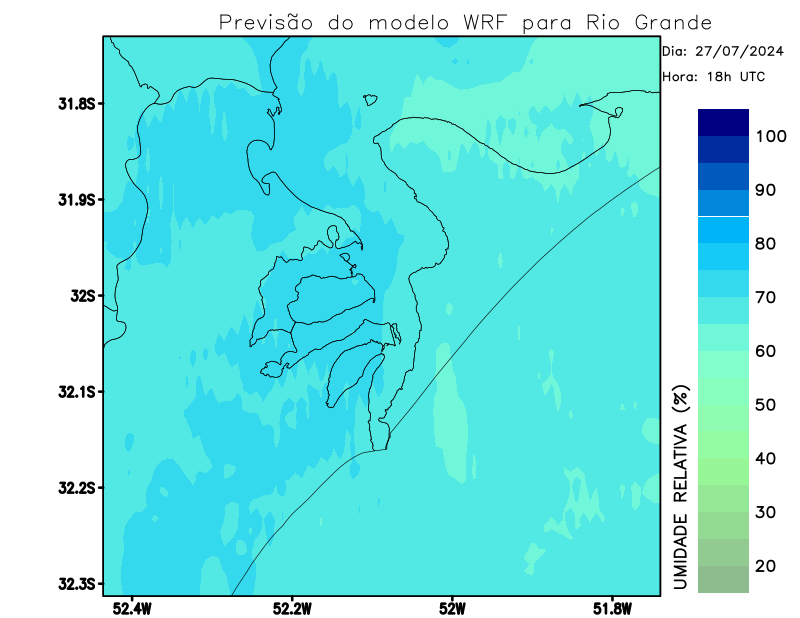 Previsão do modelo WRF para Rio Grande
Dia: 27/07/2024
Hora: 18h UTC
31.8S
31.9S
32S
32.1S
32.2S
32.3S
52.4W
52.2W
52W
51.8W
100
90
80
70
60
50
40
30
20
UMIDADE RELATIVA (%)